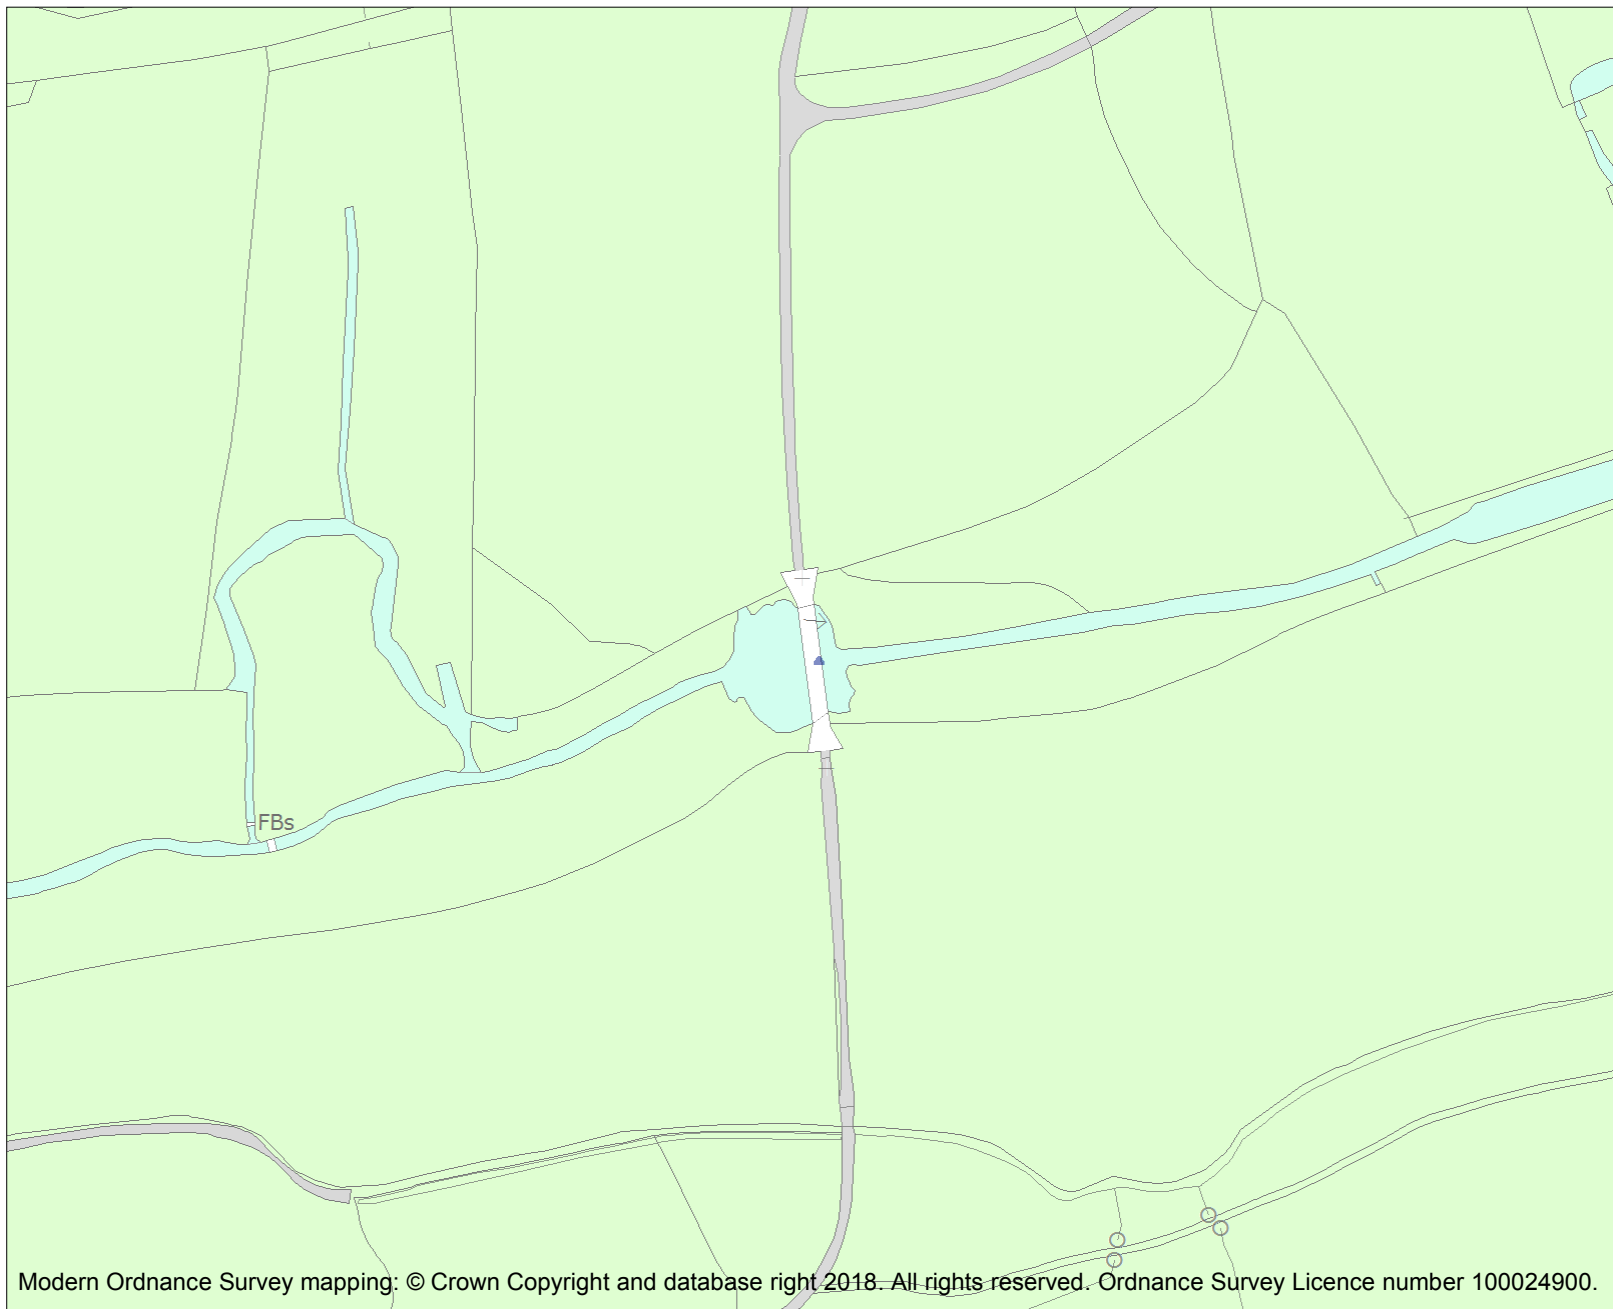 FBs
Modern Ordnance Survey mapping: © Crown Copyright and database right 2018. All rights reserved. Ordnance Survey Licence number 100024900.